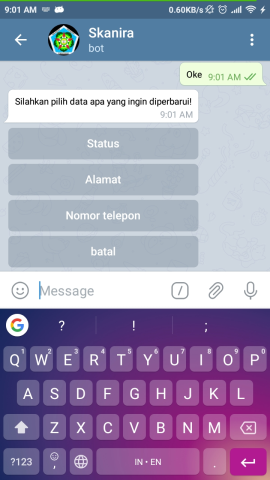 9:01 AM
0.60KB/s
Skanira
bot
Oke 9:01 AM
Silahkan pilih data apa yang ingin diperbarui!
9:01 AM
Status
Alamat
Nomor telepon
batal
Message
/
G ? ! ;
Q 1 W 2 E 3 R 4 T 5 Y 6 U 7 I 8 O 9 P 0
A S D F G H J K L
Z X C V B N M
?123 , IN • EN .